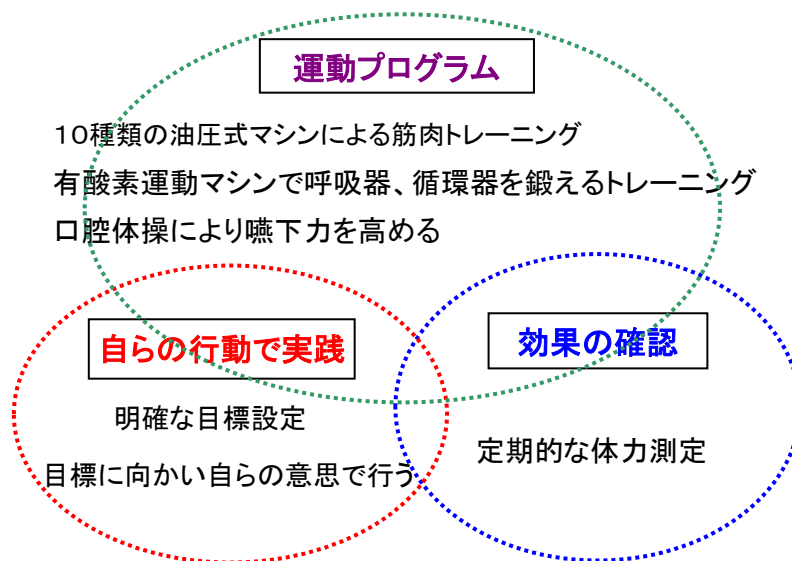 運動プログラム
10種類の油圧式マシンによる筋肉トレーニング
有酸素運動マシンで呼吸器、循環器を鍛えるトレーニング
口腔体操により嚥下力を高める
自らの行動で実践
明確な目標設定
目標に向かい自らの意思で行う
効果の確認
定期的な体力測定